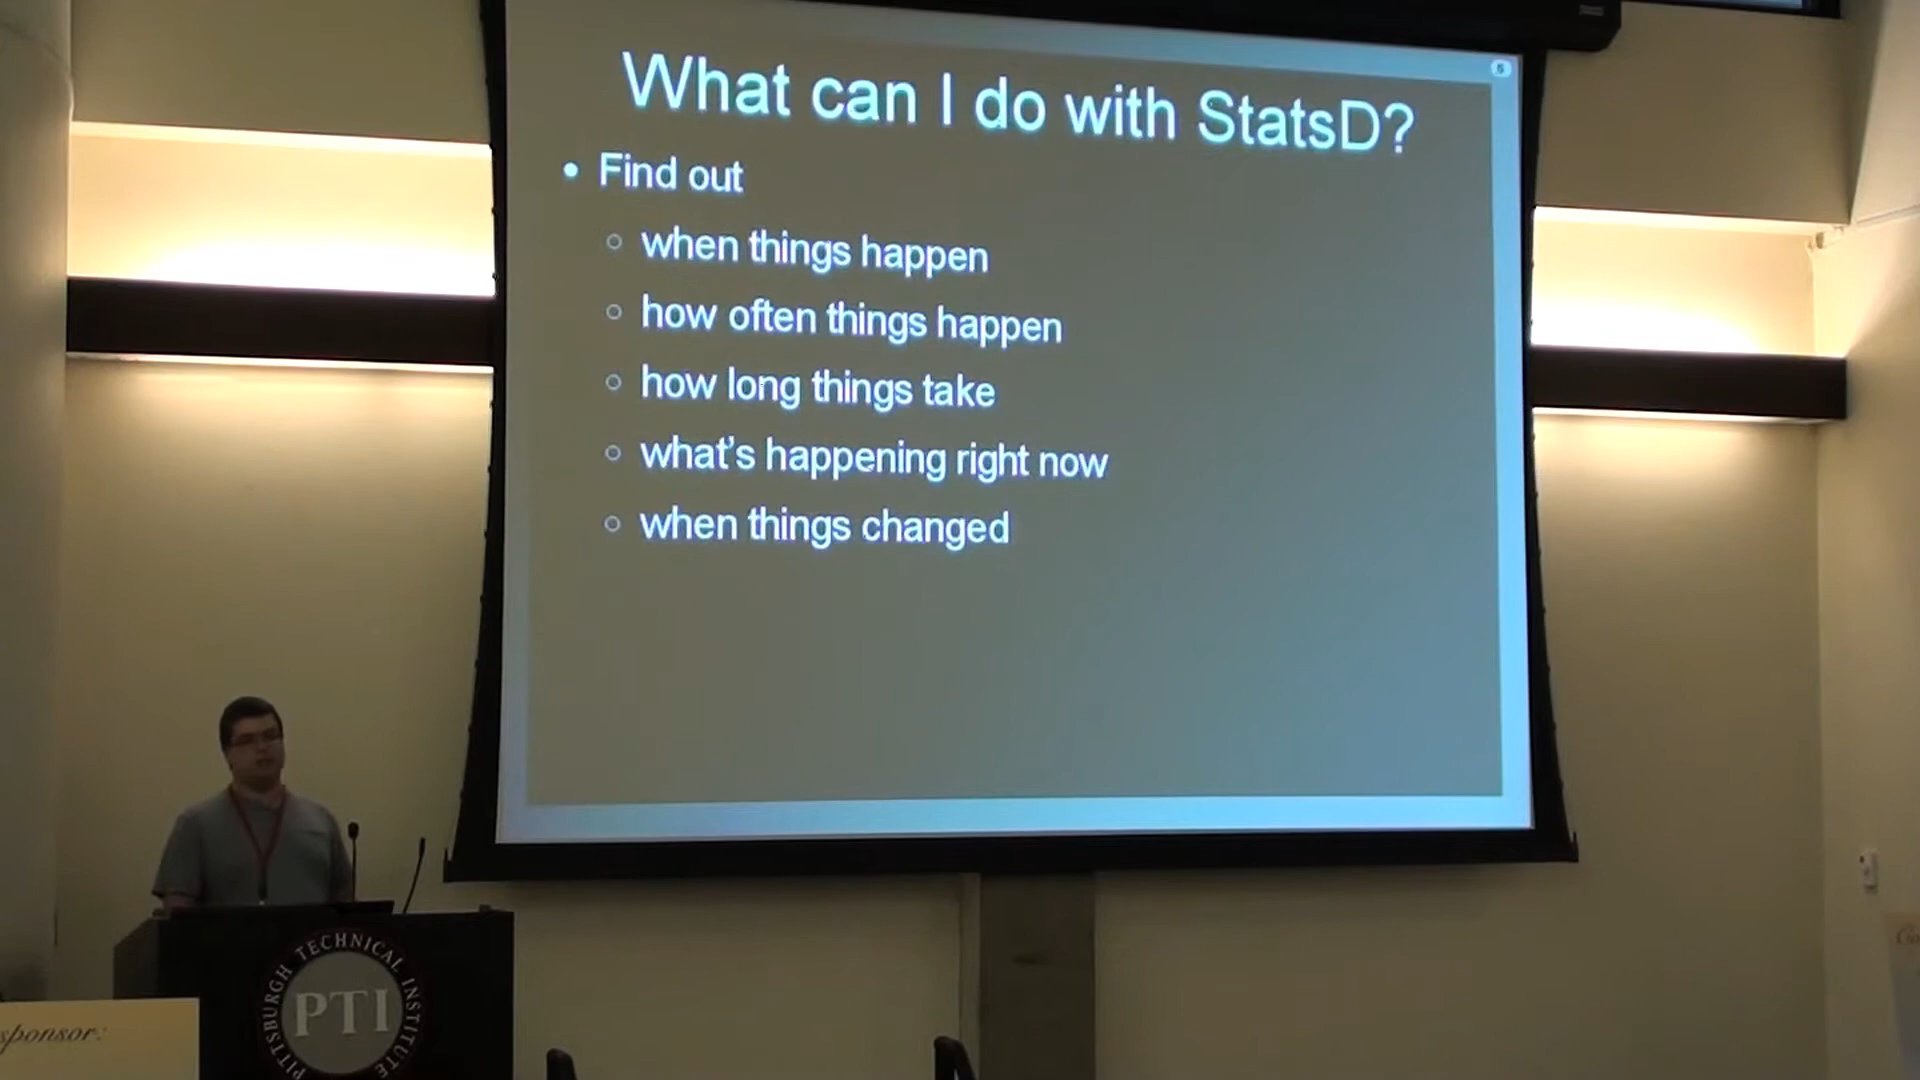 5
What can I do with StatsD?
• Find out
○ when things happen
○ how often things happen
○ how long things take
○ what's happening right now
○ when things changed
PITTSBURGH TECHNICAL INSTITUTE
PTI
sponsor: